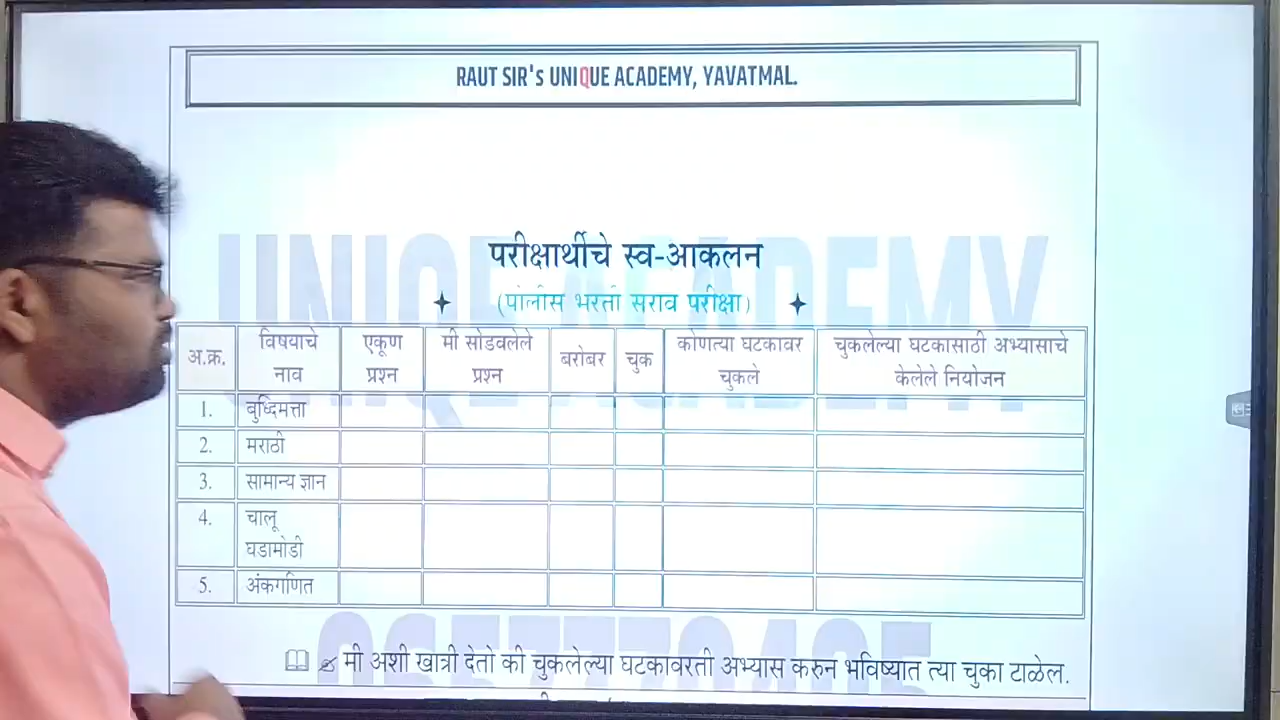 RAUT SIR's UNIQUE ACADEMY, YAVATMAL.
UNIQE ACADEMY
परीक्षार्थीचे स्व-आकलन
(पोलीस भरती सराव परीक्षा)
अ.क्र. विषयाचे नाव एकूण प्रश्न मी सोडवलेले प्रश्न बरोबर चुक कोणत्या घटकावर चुकले चुकलेल्या घटकासाठी अभ्यासाचे केलेले नियोजन
1. बुध्दिमत्ता
2. मराठी
3. सामान्य ज्ञान
4. चालू घडामोडी
5. अंकगणित
मी अशी खात्री देतो की चुकलेल्या घटकावरती अभ्यास करुन भविष्यात त्या चुका टाळेल.